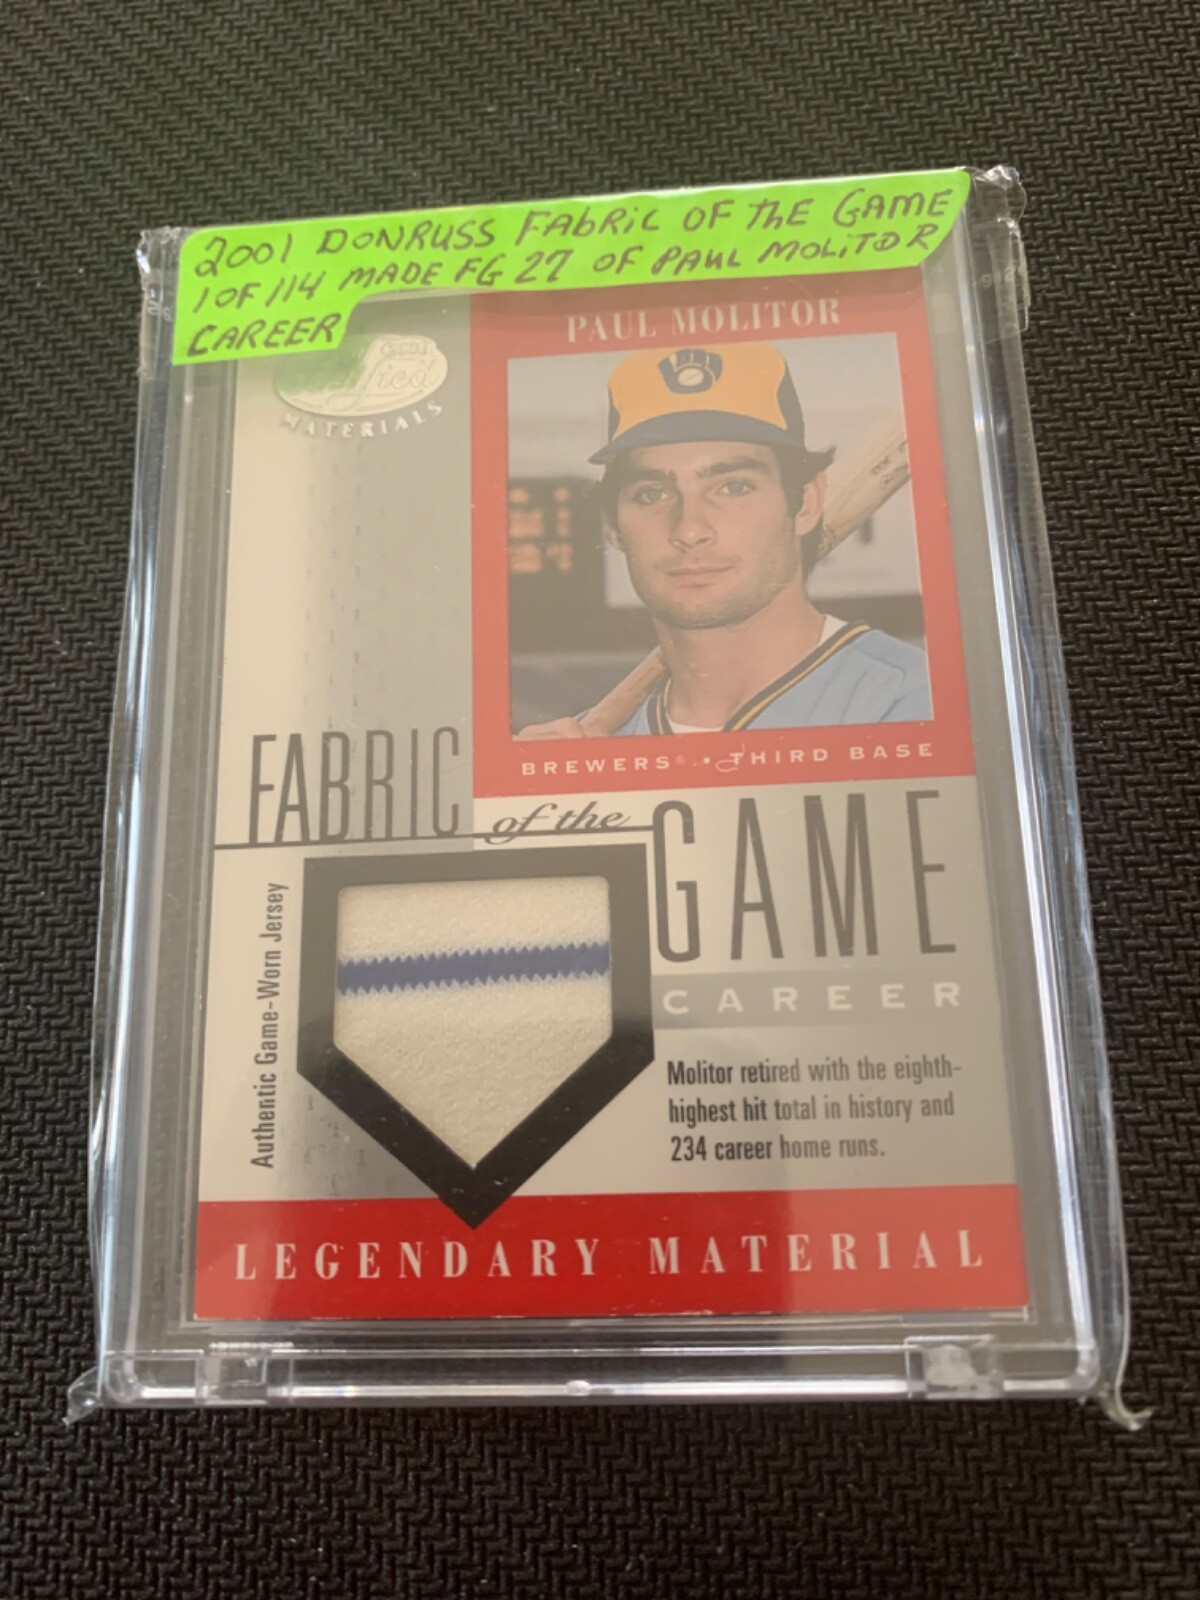 2001 DONRUSS FABRIC OF THE GAME
1 OF 114 MADE FG 27 OF PAUL MOLITOR
CAREER
PAUL MOLITOR
2001
MATERIALS
BREWERS® • THIRD BASE
FABRIC of the GAME
CAREER
Authentic Game-Worn Jersey
Molitor retired with the eighth-
highest hit total in history and
234 career home runs.
LEGENDARY MATERIAL